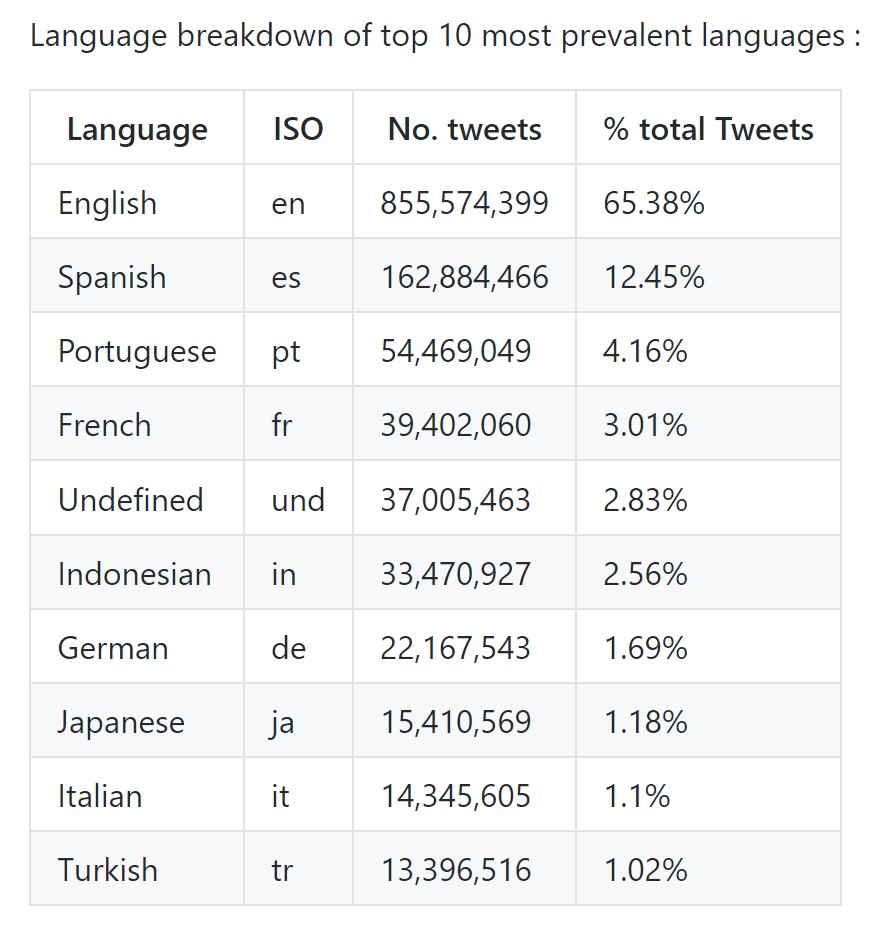 Language breakdown of top 10 most prevalent languages :
Language ISO No. tweets % total Tweets
English en 855,574,399 65.38%
Spanish es 162,884,466 12.45%
Portuguese pt 54,469,049 4.16%
French fr 39,402,060 3.01%
Undefined und 37,005,463 2.83%
Indonesian in 33,470,927 2.56%
German de 22,167,543 1.69%
Japanese ja 15,410,569 1.18%
Italian it 14,345,605 1.1%
Turkish tr 13,396,516 1.02%